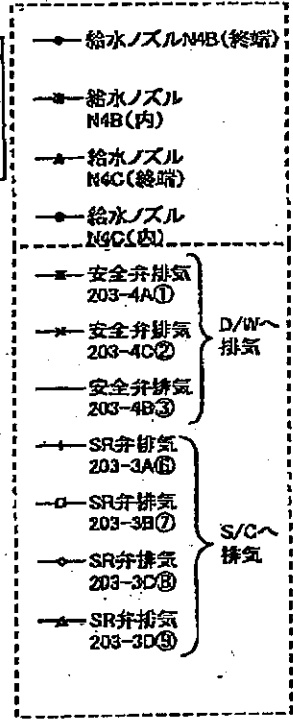 給水ノズルN4B(終端)
給水ノズル
N4B(内)
給水ノズル
N4C(終端)
給水ノズル
N4C(内)
安全弁排気
203-4A①
安全弁排気
203-4C②
安全弁排気
203-4B③
D/Wへ
排気
SR弁排気
203-3A⑥
SR弁排気
203-3B⑦
SR弁排気
203-3C⑧
SR弁排気
203-3D⑨
S/Cへ
排気